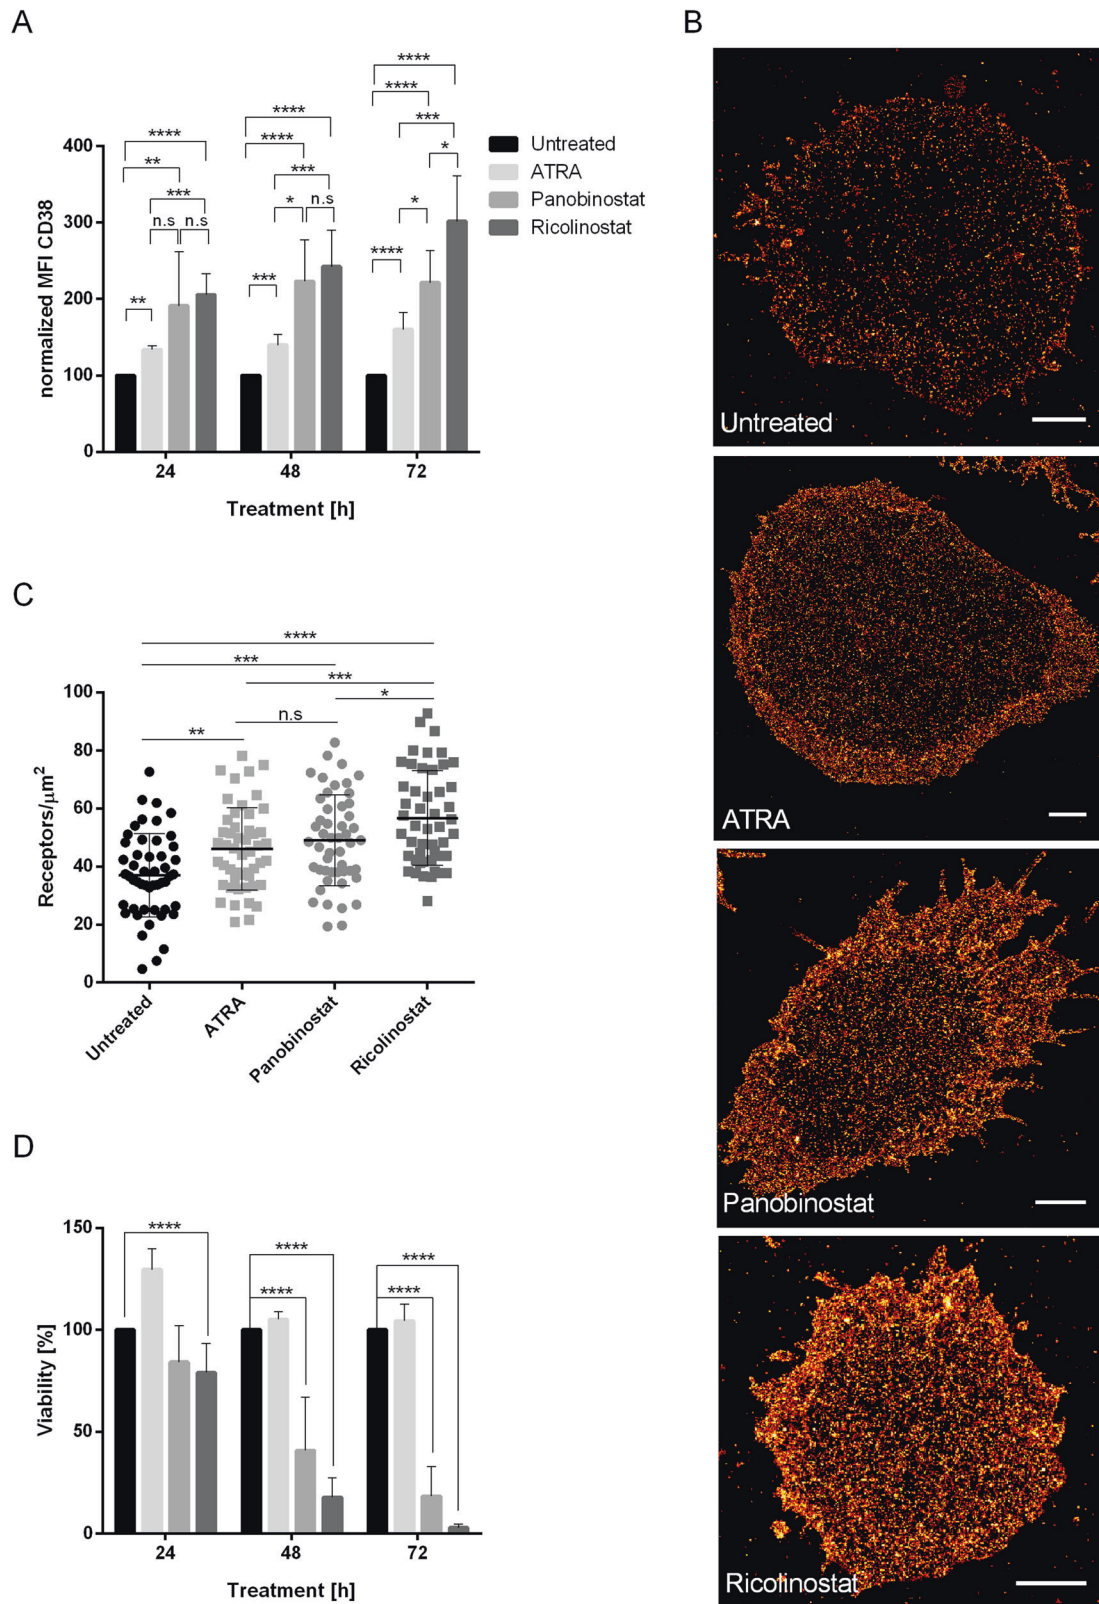 A
B
****
****
****
****
****
***
****
****
***
*
**
***
*
n.s
*
n.s
n.s
****
***
**
400
300
200
100
0
normalized MFI CD38
24
48
72
Treatment [h]
Untreated
ATRA
Panobinostat
Ricolinostat
Untreated
ATRA
Panobinostat
Ricolinostat
C
****
***
***
*
n.s
**
100
80
60
40
20
0
Receptors/μm²
Untreated
ATRA
Panobinostat
Ricolinostat
D
150
100
50
0
Viability [%]
****
****
****
****
****
24
48
72
Treatment [h]